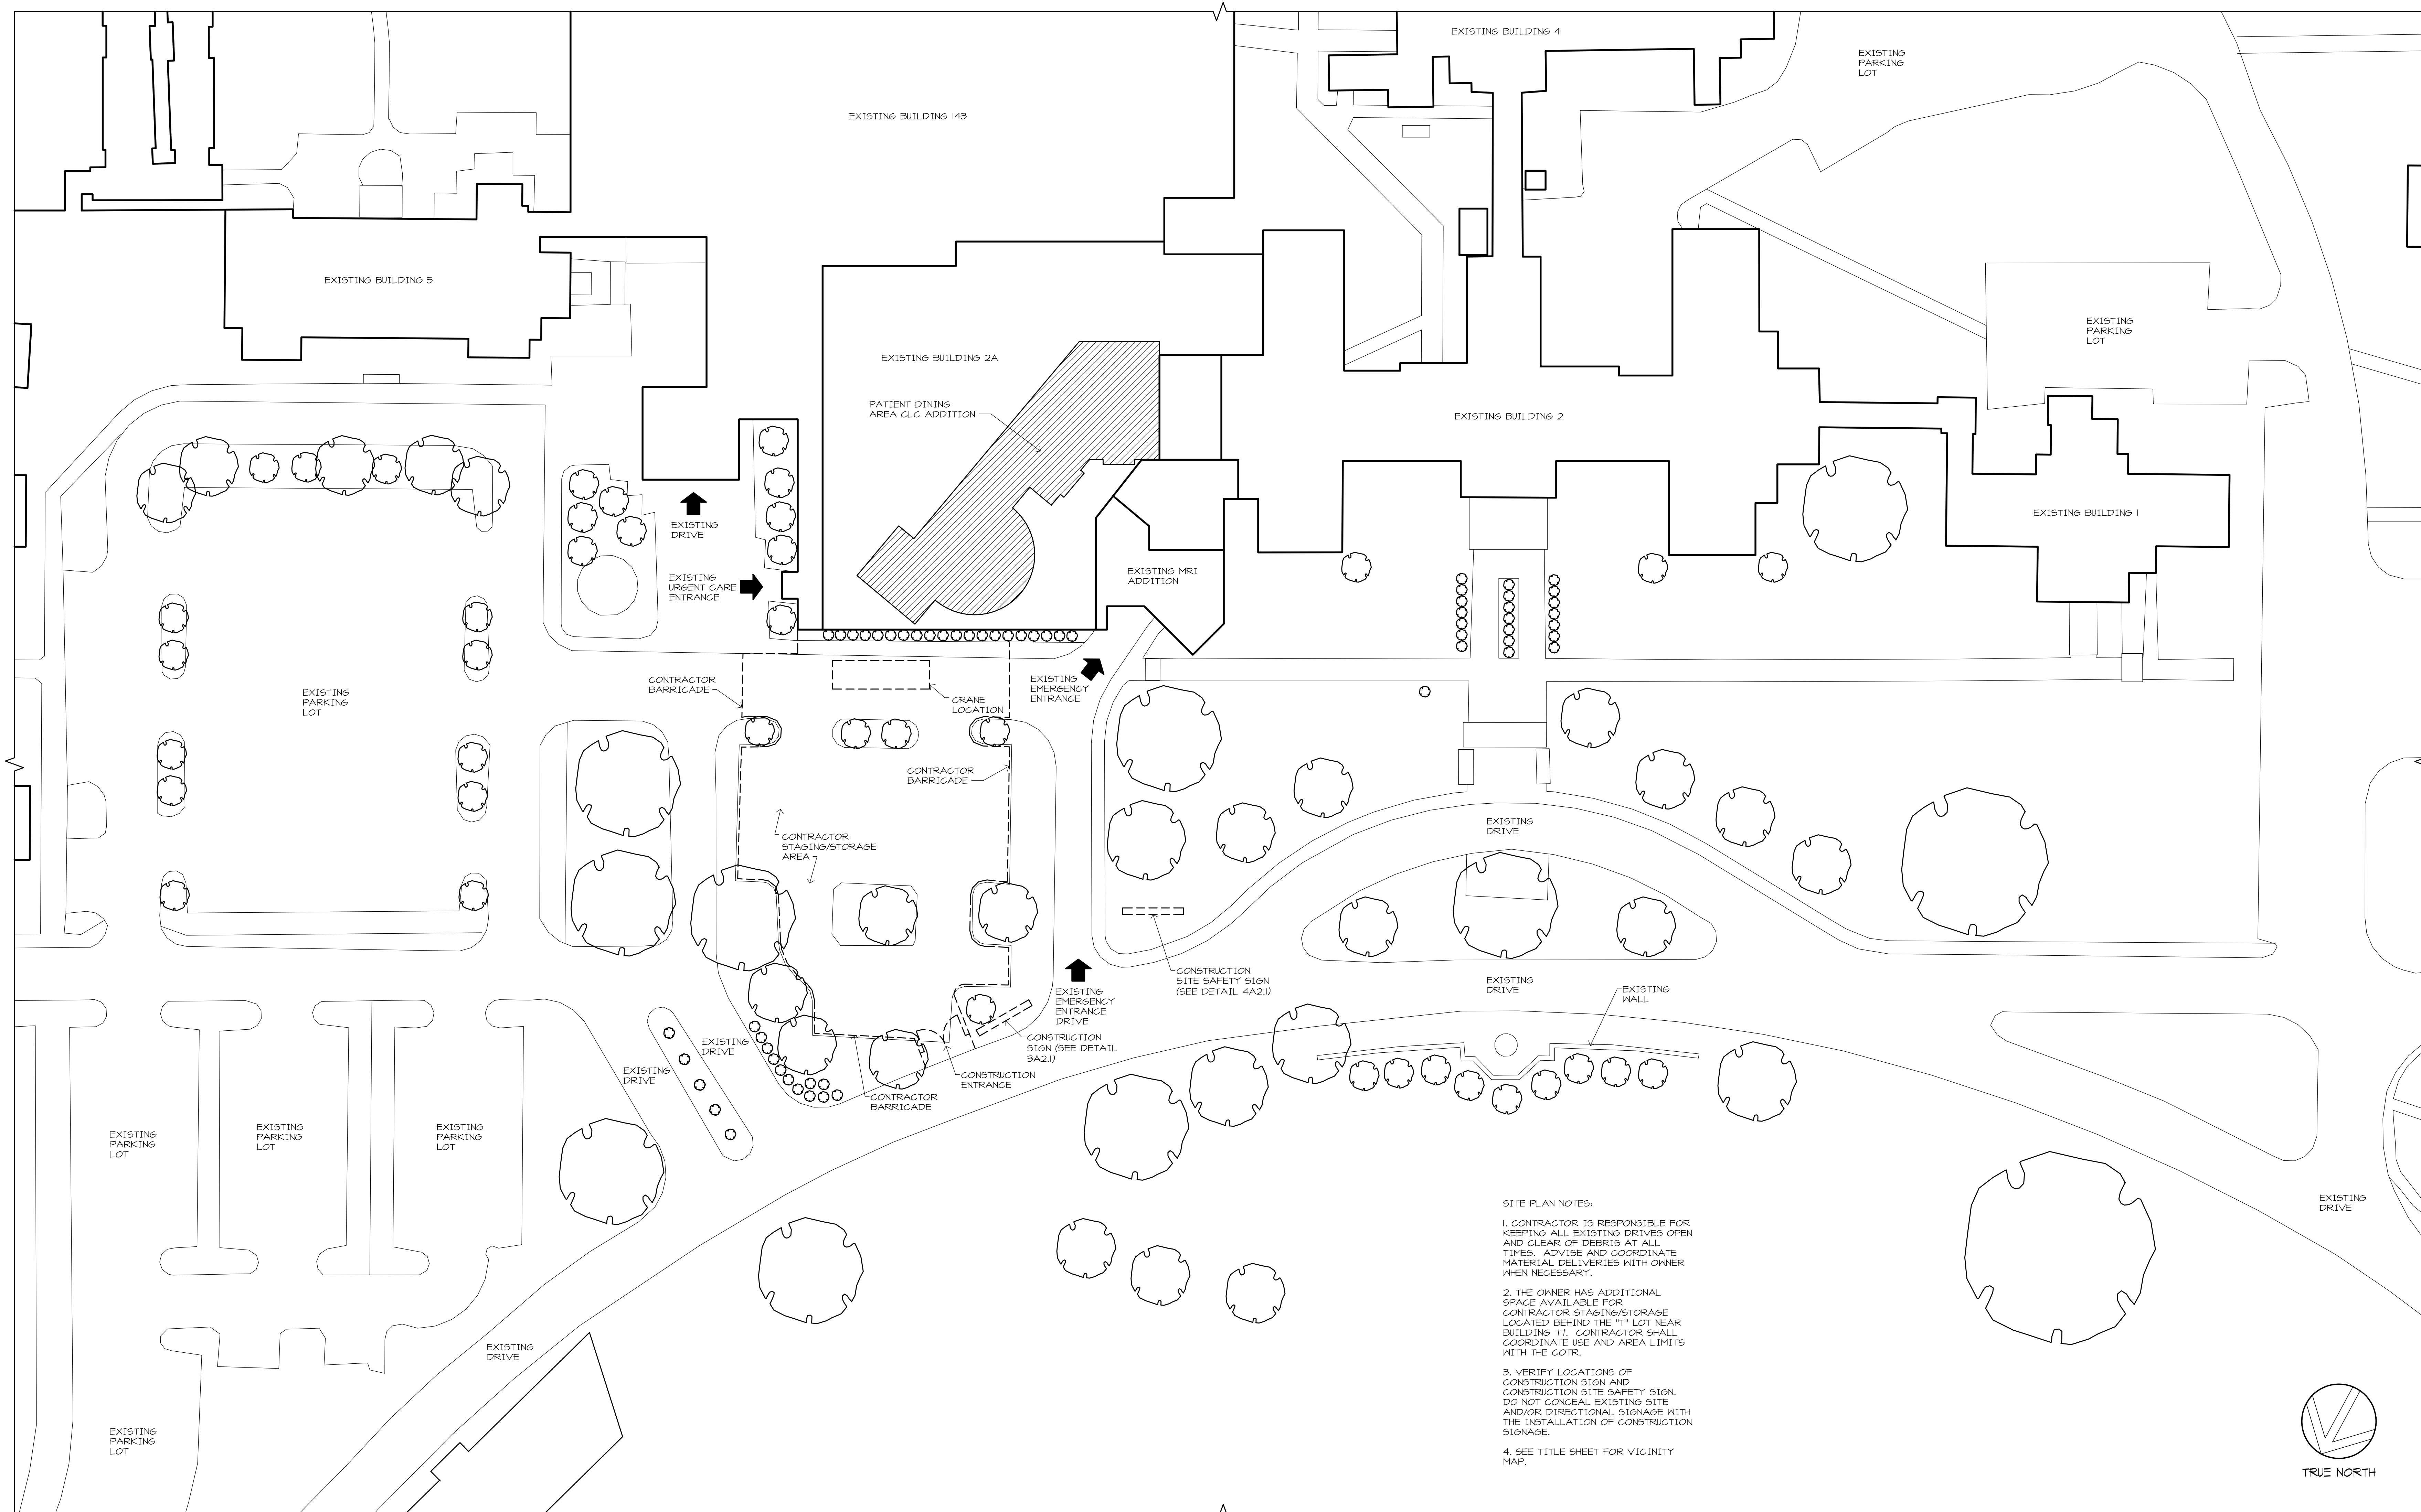 EXISTING BUILDING 4
EXISTING
PARKING
LOT
EXISTING BUILDING 143
EXISTING BUILDING 5
EXISTING
PARKING
LOT
EXISTING BUILDING 2A
PATIENT DINING
AREA CLC ADDITION
EXISTING BUILDING 2
EXISTING BUILDING 1
EXISTING
DRIVE
EXISTING
URGENT CARE
ENTRANCE
EXISTING MRI
ADDITION
EXISTING
PARKING
LOT
CONTRACTOR
BARRICADE
CRANE
LOCATION
EXISTING
EMERGENCY
ENTRANCE
CONTRACTOR
BARRICADE
CONTRACTOR
STAGING/STORAGE
AREA
EXISTING
DRIVE
CONSTRUCTION
SITE SAFETY SIGN
(SEE DETAIL 4A2.1)
EXISTING
DRIVE
EXISTING
WALL
EXISTING
EMERGENCY
ENTRANCE
DRIVE
CONSTRUCTION
SIGN (SEE DETAIL
3A2.1)
EXISTING
DRIVE
EXISTING
DRIVE
CONSTRUCTION
ENTRANCE
CONTRACTOR
BARRICADE
EXISTING
PARKING
LOT
EXISTING
PARKING
LOT
EXISTING
PARKING
LOT
EXISTING
DRIVE
EXISTING
DRIVE
EXISTING
PARKING
LOT
SITE PLAN NOTES:
1. CONTRACTOR IS RESPONSIBLE FOR
KEEPING ALL EXISTING DRIVES OPEN
AND CLEAR OF DEBRIS AT ALL
TIMES. ADVISE AND COORDINATE
MATERIAL DELIVERIES WITH OWNER
WHEN NECESSARY.
2. THE OWNER HAS ADDITIONAL
SPACE AVAILABLE FOR
CONTRACTOR STAGING/STORAGE
LOCATED BEHIND THE "T" LOT NEAR
BUILDING 77. CONTRACTOR SHALL
COORDINATE USE AND AREA LIMITS
WITH THE COTR.
3. VERIFY LOCATIONS OF
CONSTRUCTION SIGN AND
CONSTRUCTION SITE SAFETY SIGN.
DO NOT CONCEAL EXISTING SITE
AND/OR DIRECTIONAL SIGNAGE WITH
THE INSTALLATION OF CONSTRUCTION
SIGNAGE.
4. SEE TITLE SHEET FOR VICINITY
MAP.
TRUE NORTH